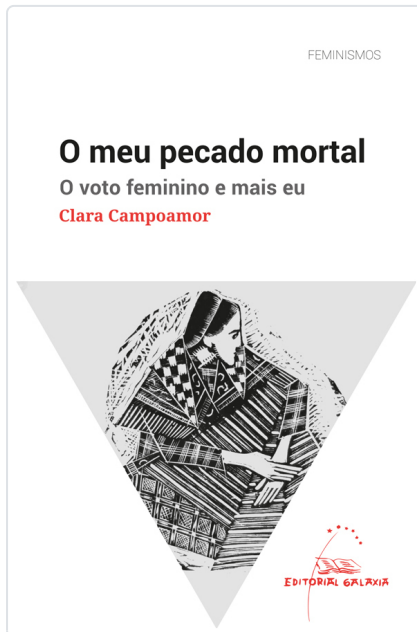 FEMINISMOS
O meu pecado mortal
O voto feminino e mais eu
Clara Campoamor
EDITORIAL GALAXIA